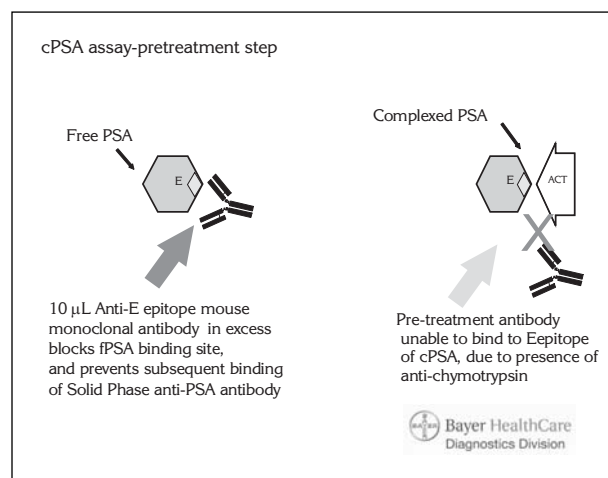 cPSA assay-pretreatment step
Free PSA
E
10 µL Anti-E epitope mouse
monoclonal antibody in excess
blocks fPSA binding site,
and prevents subsequent binding
of Solid Phase anti-PSA antibody
Complexed PSA
E
ACT
Pre-treatment antibody
unable to bind to Eepitope
of cPSA, due to presence of
anti-chymotrypsin
Bayer HealthCare
Diagnostics Division